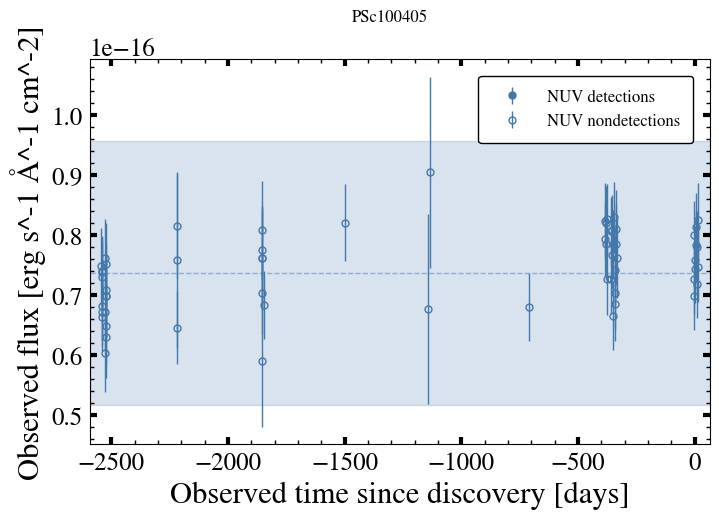 PSc100405
1e−16
NUV detections
NUV nondetections
1.0
0.9
0.8
0.7
0.6
0.5
Observed flux [erg s^-1 Å^-1 cm^-2]
−2500 −2000 −1500 −1000 −500 0
Observed time since discovery [days]